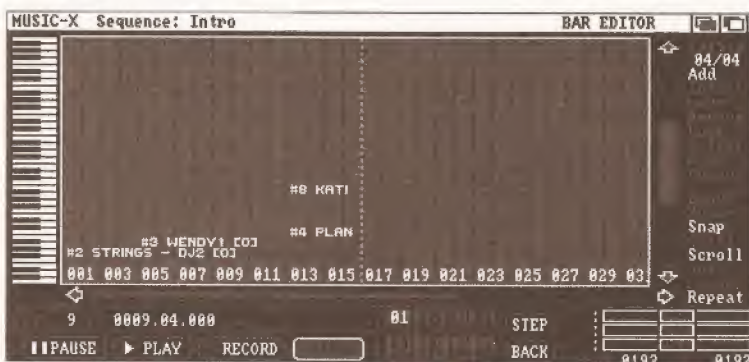 MUSIC-X Sequence: Intro BAR EDITOR
04/04
Add
#8 KATI
#4 PLAN
Snap
#3 WENDY1 [O]
#2 STRINGS - DJ2 [O]
Scroll
001 003 005 007 009 011 013 015 017 019 021 023 025 027 029 03
Repeat
9 0009.04.000 01 STEP
PAUSE PLAY RECORD BACK 0192 0192